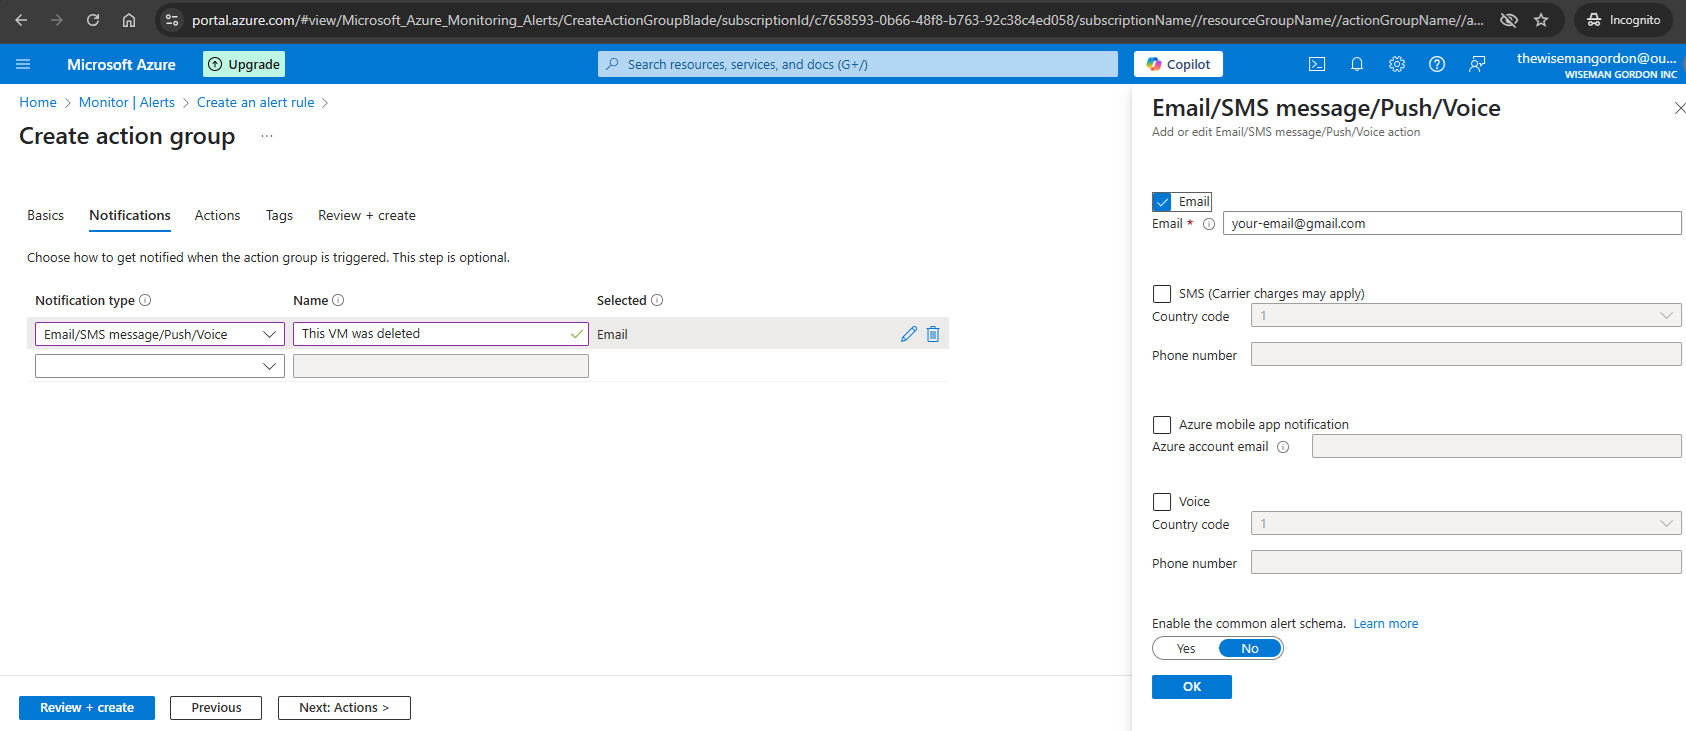 portal.azure.com/#view/Microsoft_Azure_Monitoring_Alerts/CreateActionGroupBlade/subscriptionId/c7658593-0b66-48f8-b763-92c38c4ed058/subscriptionName//resourceGroupName//actionGroupName//a...
Incognito
Microsoft Azure
Upgrade
Search resources, services, and docs (G+/)
Copilot
thewisemangordon@ou...
WISEMAN GORDON INC
Home > Monitor | Alerts > Create an alert rule >
Create action group ...
Basics Notifications Actions Tags Review + create
Choose how to get notified when the action group is triggered. This step is optional.
Notification type Name Selected
Email/SMS message/Push/Voice This VM was deleted Email
Review + create Previous Next: Actions >
Email/SMS message/Push/Voice
Add or edit Email/SMS message/Push/Voice action
Email
Email * your-email@gmail.com
SMS (Carrier charges may apply)
Country code 1
Phone number
Azure mobile app notification
Azure account email
Voice
Country code 1
Phone number
Enable the common alert schema. Learn more
Yes No
OK